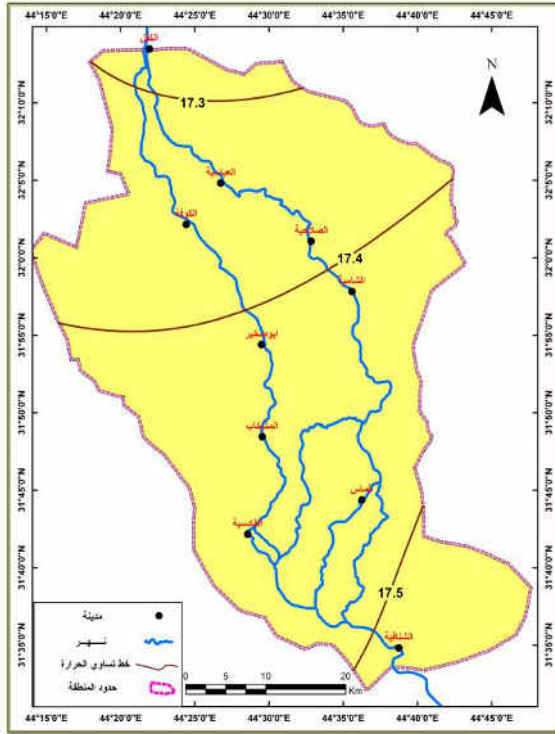 44°15'0"E 44°20'0"E 44°25'0"E 44°30'0"E 44°35'0"E 44°40'0"E 44°45'0"E
الكفل
N
17.3
32°10'0"N 32°10'0"N
العباسية
32°5'0"N 32°5'0"N
الكوفة
الصلاحية
32°0'0"N 32°0'0"N
17.4
الشامية
31°55'0"N 31°55'0"N
ابو صخير
31°50'0"N 31°50'0"N
المشخاب
31°45'0"N 31°45'0"N
القادسية
31°40'0"N 31°40'0"N
17.5
مدينة
نهر
31°35'0"N 31°35'0"N
الشنافية
خط تساوي الحرارة
حدود المنطقة
0 5 10 20
Km
44°15'0"E 44°20'0"E 44°25'0"E 44°30'0"E 44°35'0"E 44°40'0"E 44°45'0"E